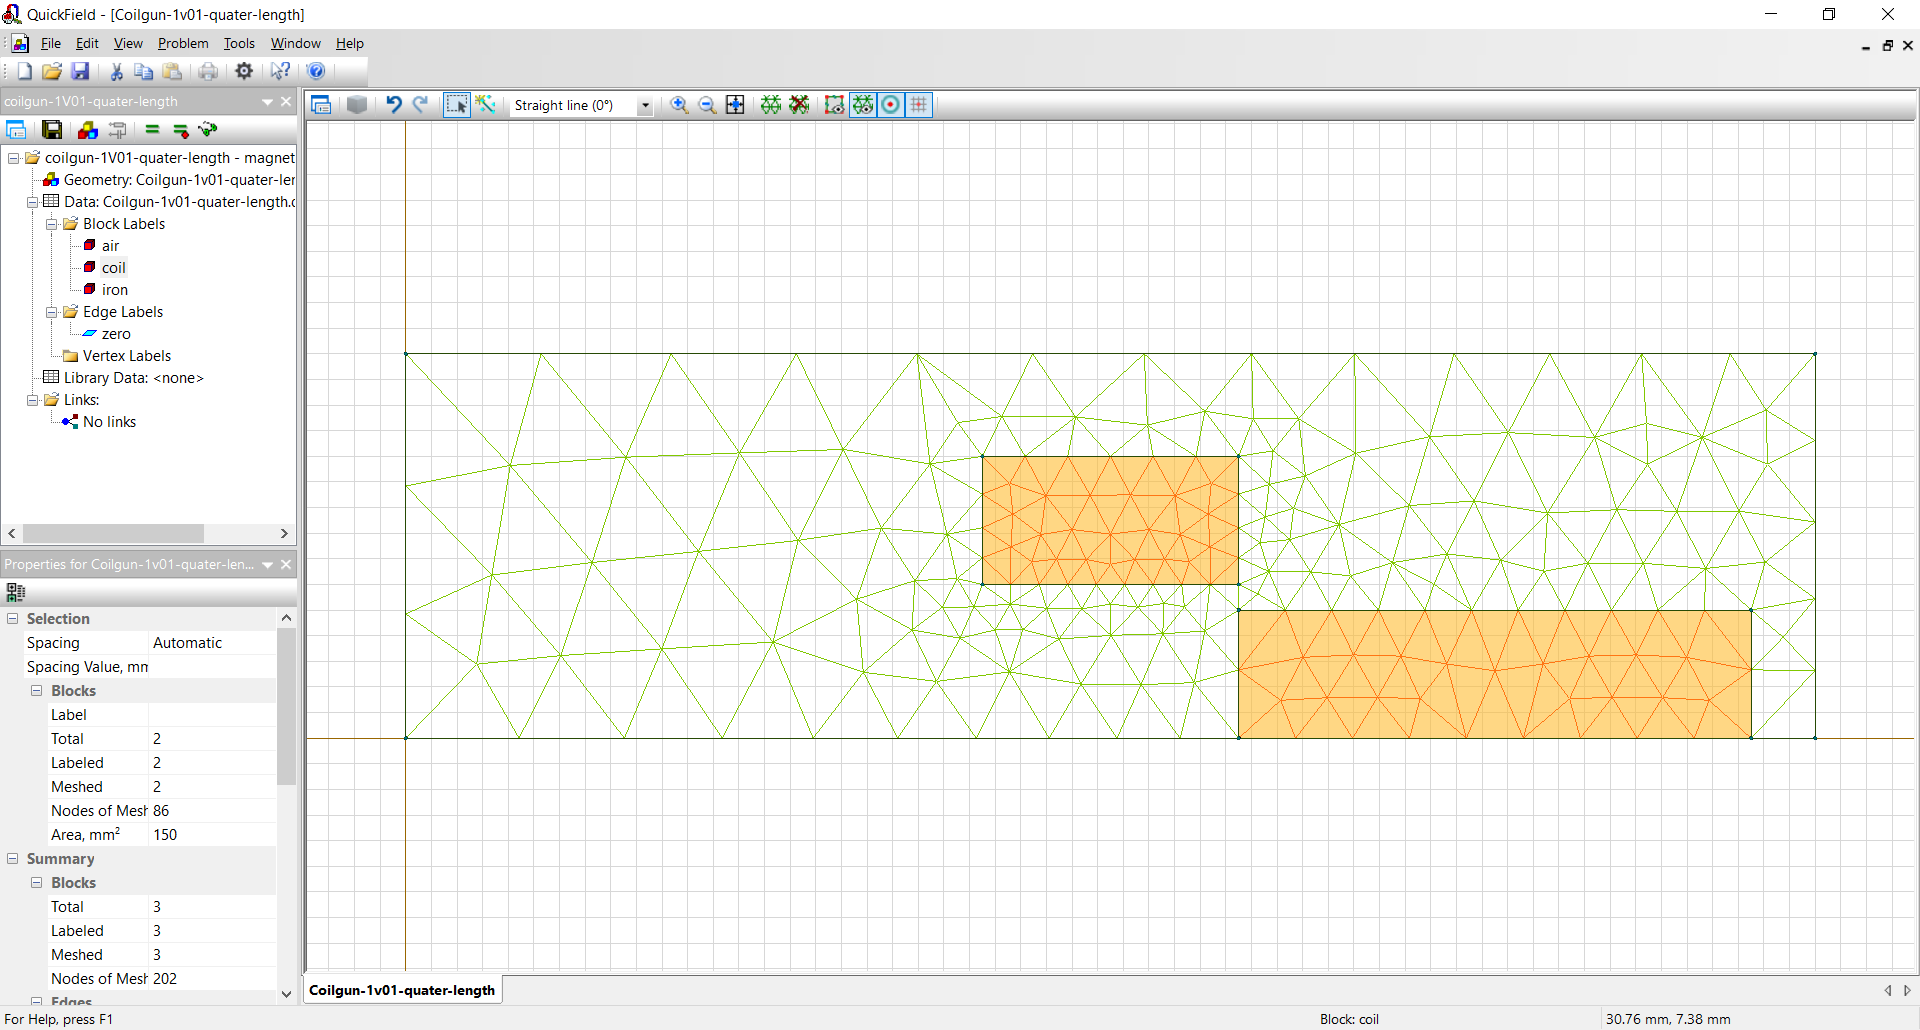 QuickField - [Coilgun-1v01-quater-length]
File Edit View Problem Tools Window Help
coilgun-1V01-quater-length
Straight line (0°)
coilgun-1V01-quater-length - magnet
Geometry: Coilgun-1v01-quater-ler
Data: Coilgun-1v01-quater-length.
Block Labels
air
coil
iron
Edge Labels
zero
Vertex Labels
Library Data: <none>
Links:
No links
Properties for Coilgun-1v01-quater-len...
Selection
Spacing Automatic
Spacing Value, mm
Blocks
Label
Total 2
Labeled 2
Meshed 2
Nodes of Mesh 86
Area, mm² 150
Summary
Blocks
Total 3
Labeled 3
Meshed 3
Nodes of Mesh 202
Edges
Coilgun-1v01-quater-length
For Help, press F1
Block: coil
30.76 mm, 7.38 mm